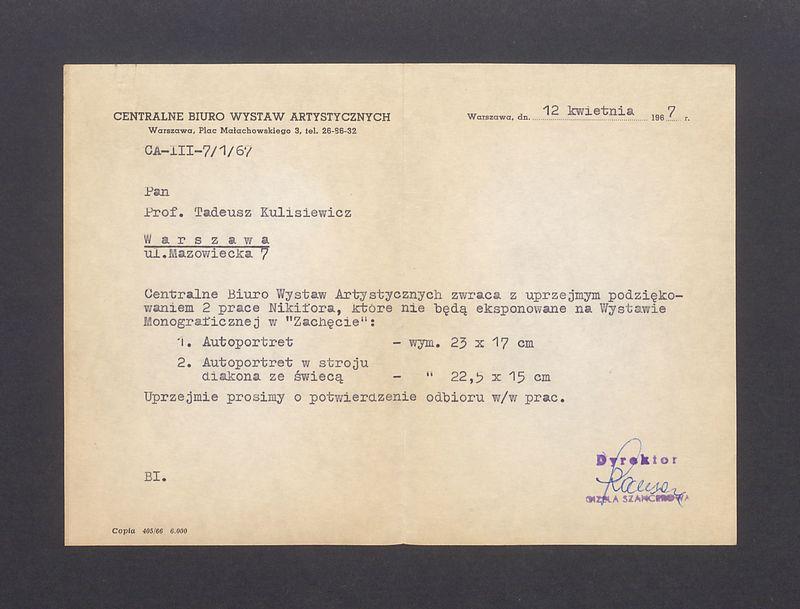 CENTRALNE BIURO WYSTAW ARTYSTYCZNYCH
Warszawa, Plac Małachowskiego 3, tel. 26-86-32
Warszawa, dn. 12 kwietnia 1967 r.
CA-III-7/1/67
Pan
Prof. Tadeusz Kulisiewicz
W a r s z a w a
ul.Mazowiecka 7
Centralne Biuro Wystaw Artystycznych zwraca z uprzejmym podzięko-
waniem 2 prace Nikifora, które nie będą eksponowane na Wystawie
Monograficznej w "Zachęcie":
1. Autoportret - wym. 23 x 17 cm
2. Autoportret w stroju
diakona ze świecą - " 22,5 x 15 cm
Uprzejmie prosimy o potwierdzenie odbioru w/w prac.
BI.
Dyrektor
GIZELA SZANCEROWA
Copia 405/66 6.000